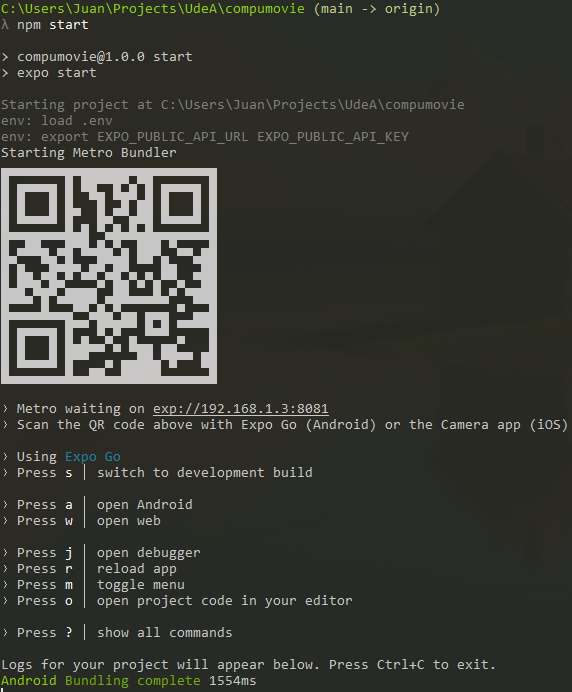 C:\Users\Juan\Projects\UdeA\compumovie (main -> origin)
λ npm start
> compumovie@1.0.0 start
> expo start
Starting project at C:\Users\Juan\Projects\UdeA\compumovie
env: load .env
env: export EXPO_PUBLIC_API_URL EXPO_PUBLIC_API_KEY
Starting Metro Bundler
› Metro waiting on exp://192.168.1.3:8081
› Scan the QR code above with Expo Go (Android) or the Camera app (iOS)
› Using Expo Go
› Press s │ switch to development build
› Press a │ open Android
› Press w │ open web
› Press j │ open debugger
› Press r │ reload app
› Press m │ toggle menu
› Press o │ open project code in your editor
› Press ? │ show all commands
Logs for your project will appear below. Press Ctrl+C to exit.
Android Bundling complete 1554ms